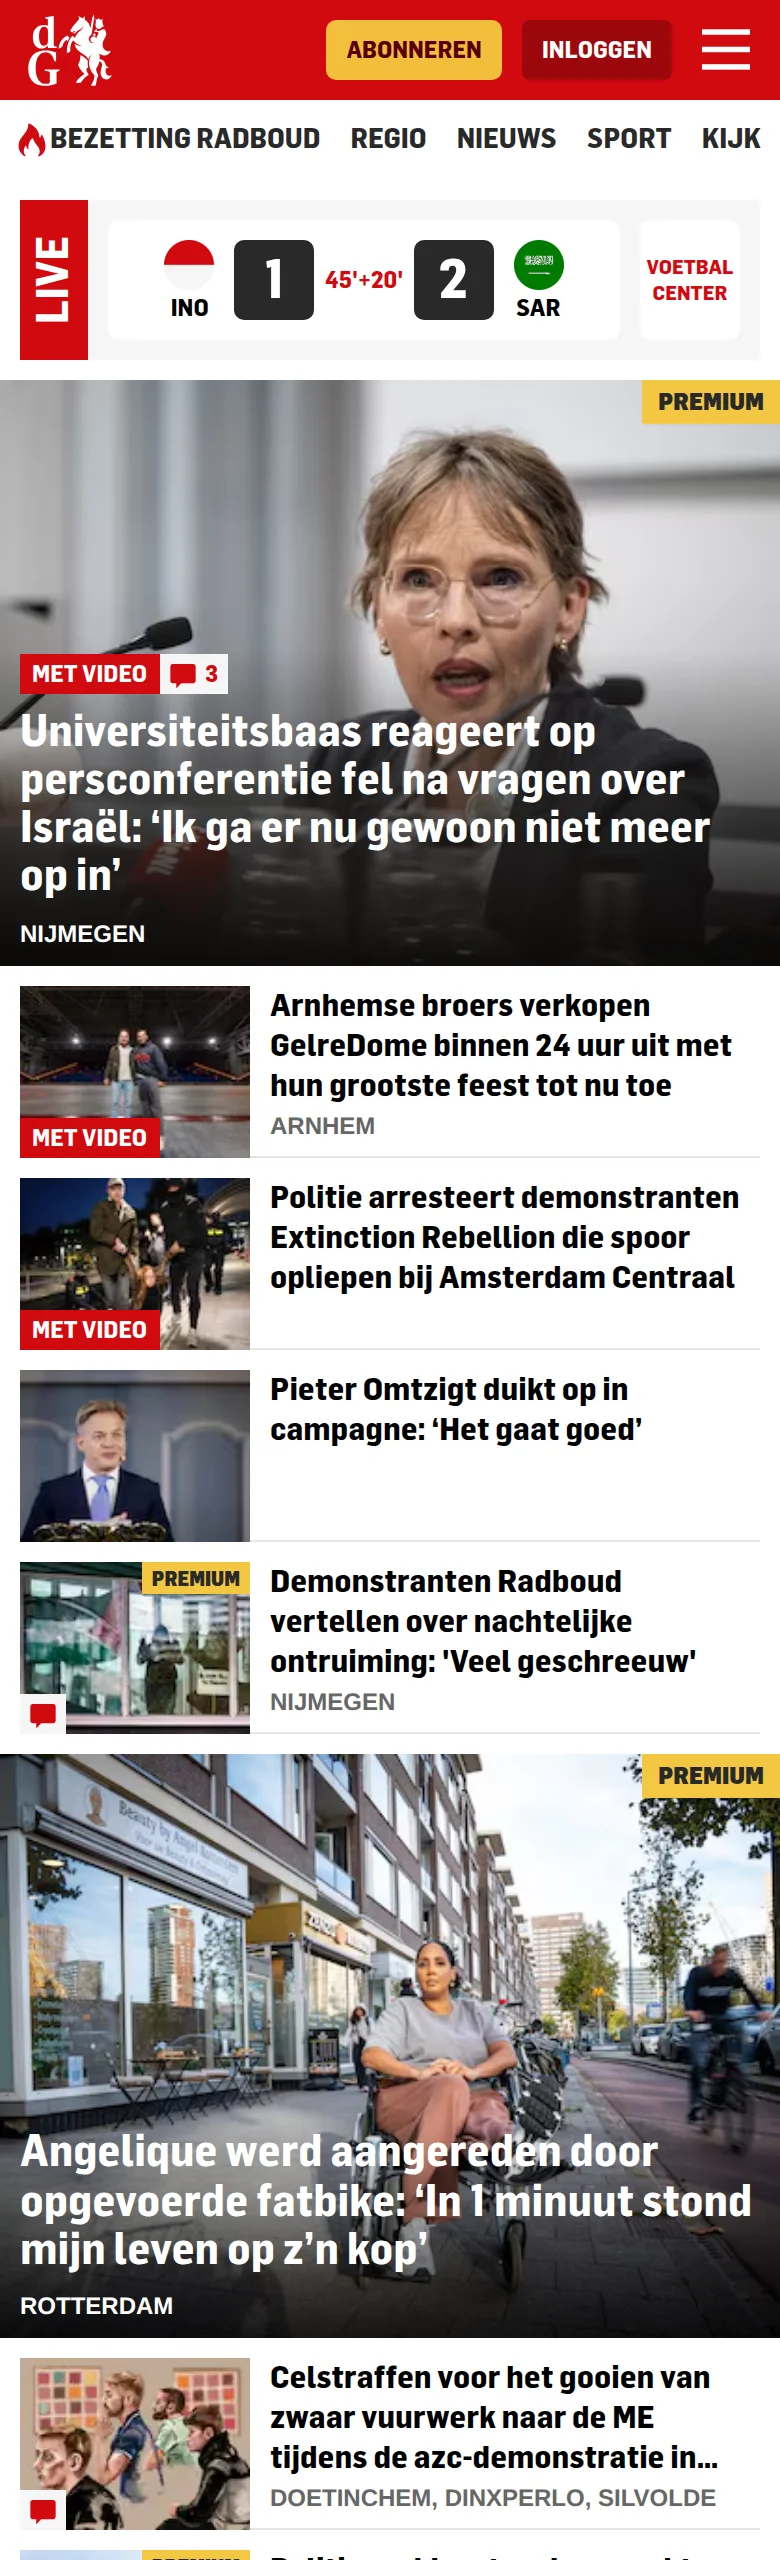 d
G
ABONNEREN
INLOGGEN
BEZETTING RADBOUD
REGIO
NIEUWS
SPORT
KIJK
LIVE
INO
1
45'+20'
2
SAR
VOETBAL
CENTER
PREMIUM
MET VIDEO
3
Universiteitsbaas reageert op
persconferentie fel na vragen over
Israël: ‘Ik ga er nu gewoon niet meer
op in’
NIJMEGEN
MET VIDEO
Arnhemse broers verkopen
GelreDome binnen 24 uur uit met
hun grootste feest tot nu toe
ARNHEM
MET VIDEO
Politie arresteert demonstranten
Extinction Rebellion die spoor
opliepen bij Amsterdam Centraal
Pieter Omtzigt duikt op in
campagne: ‘Het gaat goed’
PREMIUM
Demonstranten Radboud
vertellen over nachtelijke
ontruiming: 'Veel geschreeuw'
NIJMEGEN
PREMIUM
Beauty by Angel
Angelique werd aangereden door
opgevoerde fatbike: ‘In 1 minuut stond
mijn leven op z’n kop’
ROTTERDAM
Celstraffen voor het gooien van
zwaar vuurwerk naar de ME
tijdens de azc-demonstratie in...
DOETINCHEM, DINXPERLO, SILVOLDE